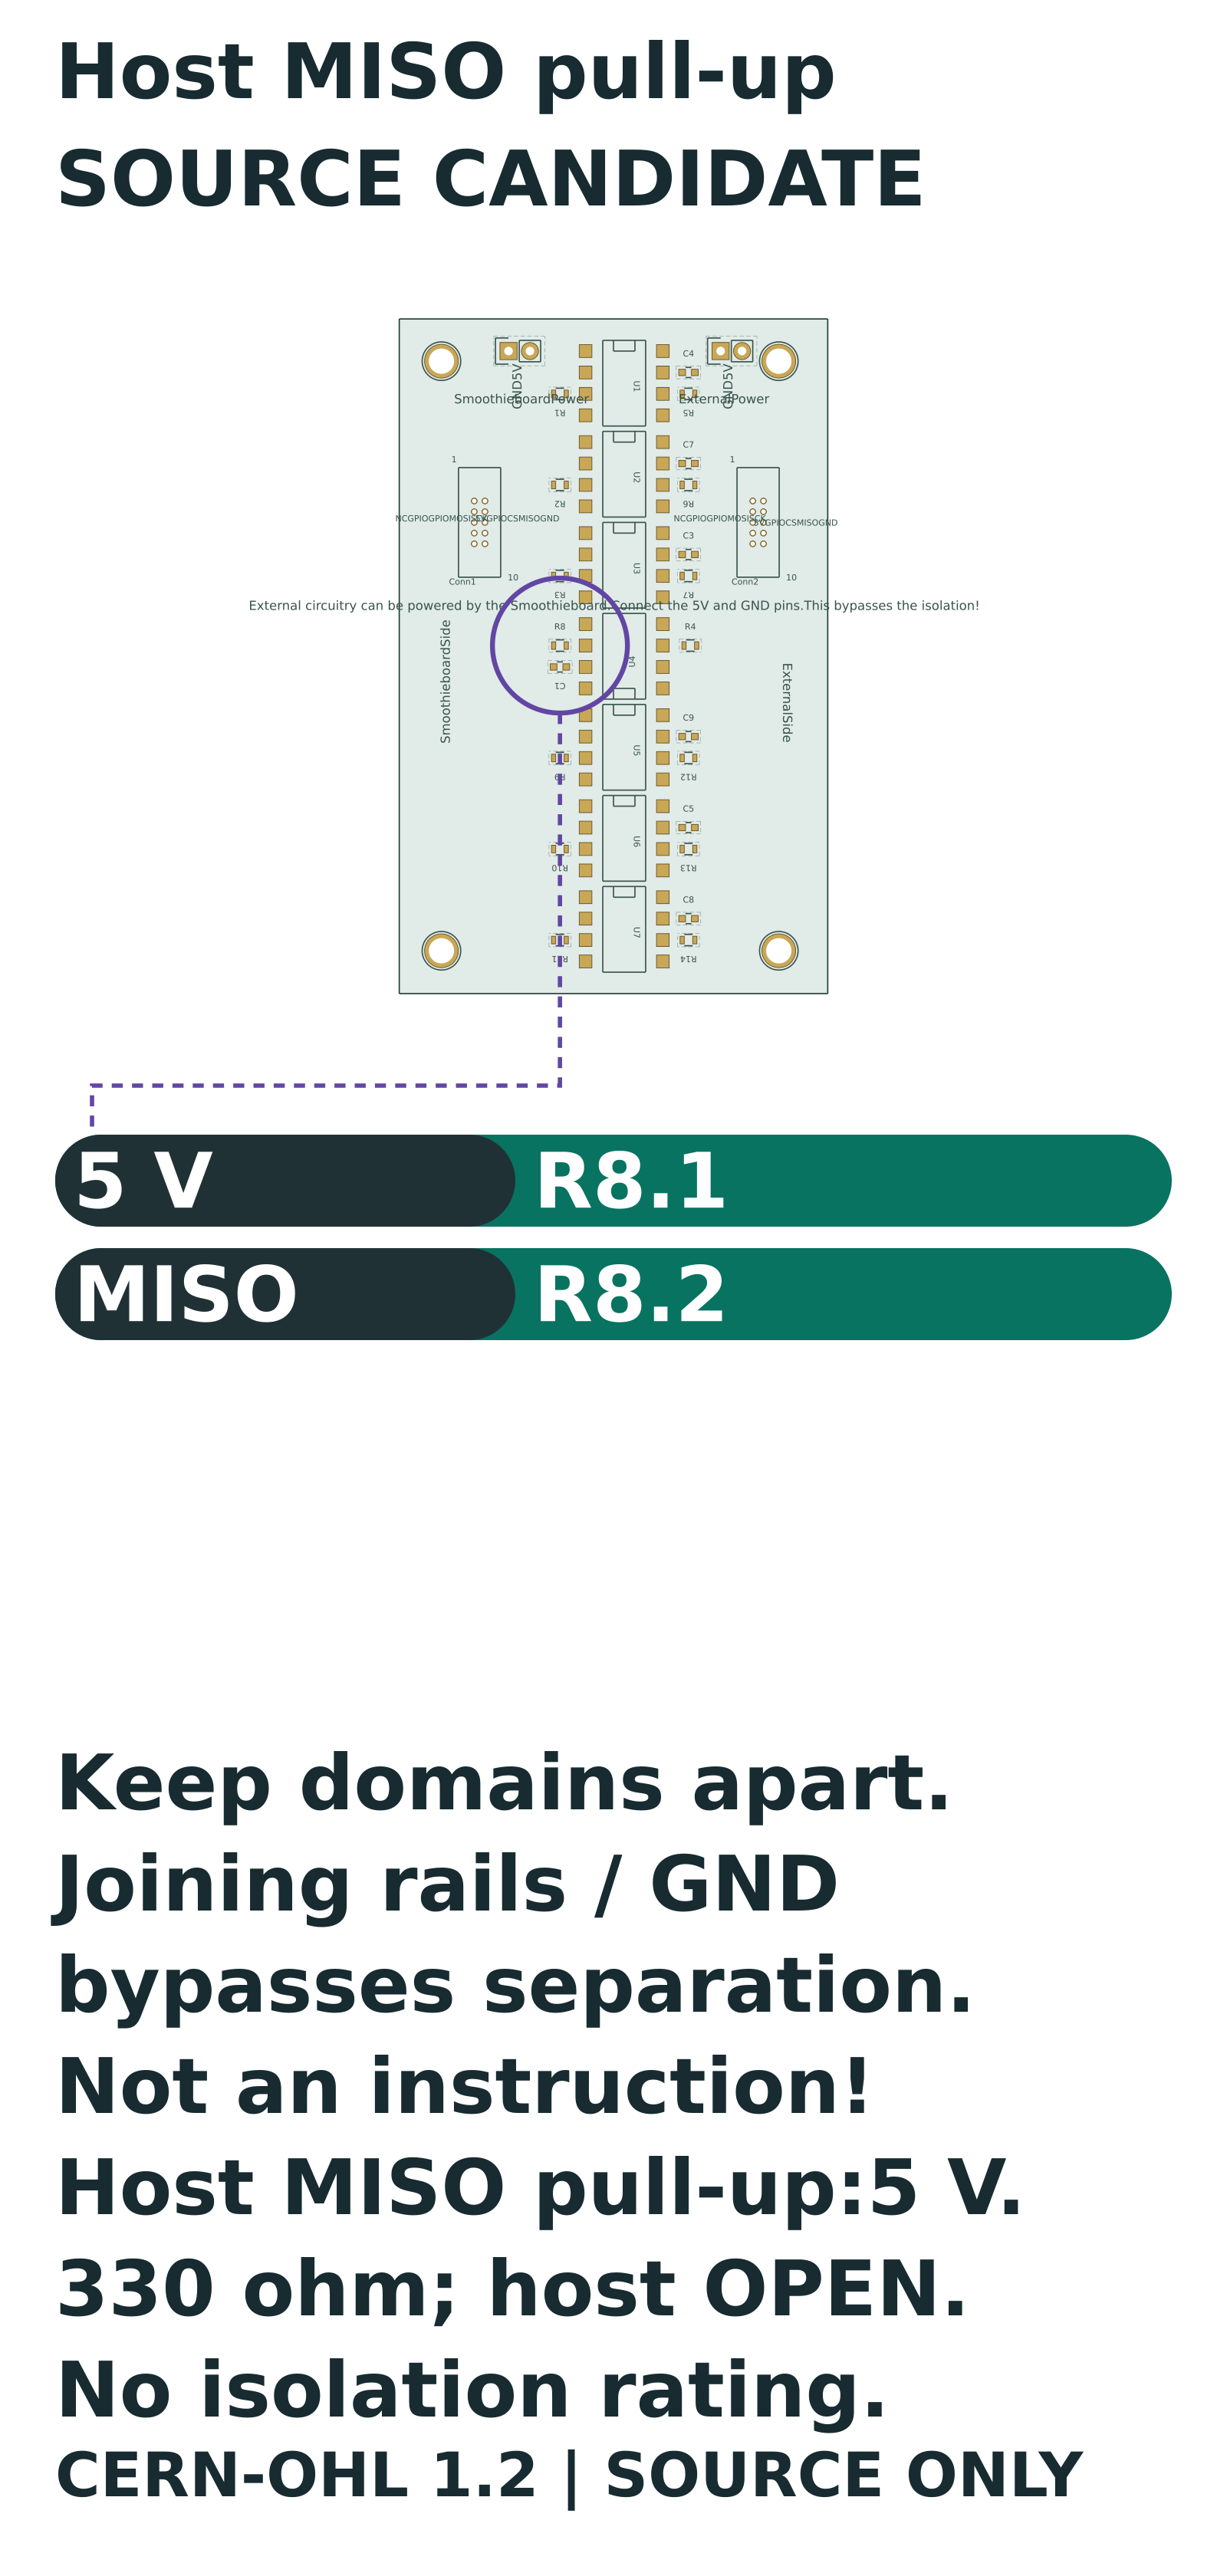 Host MISO pull-up
SOURCE CANDIDATE
C4
U1
GND5V
GND5V
SmoothieboardPower
ExternalPower
R1
R5
C7
1
1
U2
R2
R6
NCGPIOGPIOMOSISCK
5VGPIOCSMISOGND
NCGPIOGPIOMOSISCK
5VGPIOCSMISOGND
C3
U3
Conn1
10
Conn2
10
R3
R7
External circuitry can be powered by the Smoothieboard.Connect the 5V and GND pins.This bypasses the isolation!
R8
R4
U4
C1
SmoothieboardSide
ExternalSide
C9
U5
R9
R12
C5
U6
R10
R13
C8
U7
R11
R14
5 V
R8.1
MISO
R8.2
Keep domains apart.
Joining rails / GND
bypasses separation.
Not an instruction!
Host MISO pull-up:5 V.
330 ohm; host OPEN.
No isolation rating.
CERN-OHL 1.2 | SOURCE ONLY